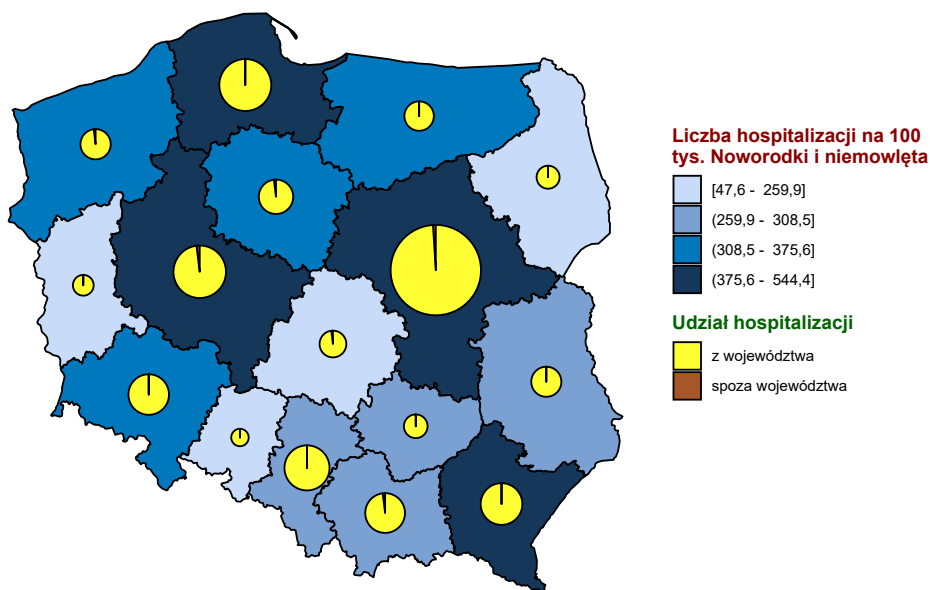 Liczba hospitalizacji na 100
tys. Noworodki i niemowlęta
[47,6 - 259,9]
(259,9 - 308,5]
(308,5 - 375,6]
(375,6 - 544,4]
Udział hospitalizacji
z województwa
spoza województwa